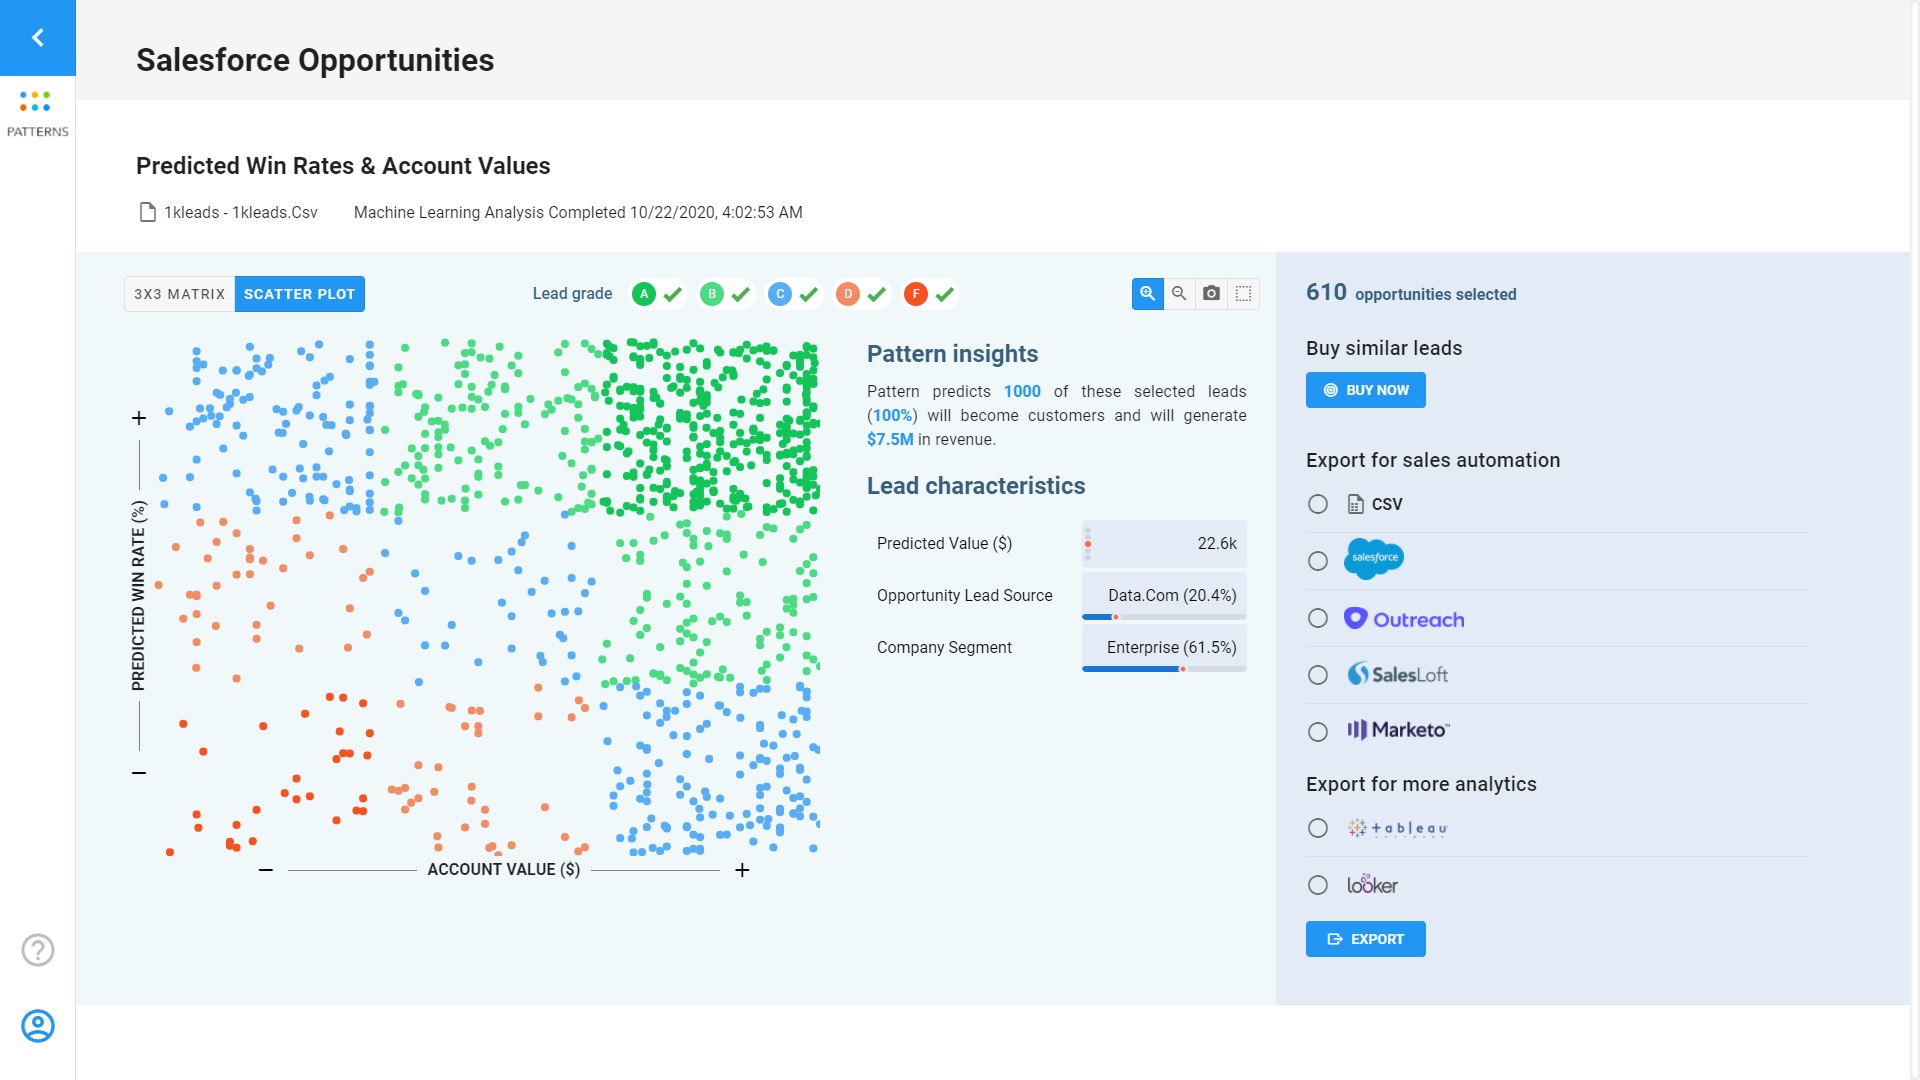 Salesforce Opportunities
PATTERNS
Predicted Win Rates & Account Values
1kleads - 1kleads.Csv Machine Learning Analysis Completed 10/22/2020, 4:02:53 AM
3X3 MATRIX SCATTER PLOT
Lead grade A B C D F
PREDICTED WIN RATE (%)
ACCOUNT VALUE ($)
Pattern insights
Pattern predicts 1000 of these selected leads
(100%) will become customers and will generate
$7.5M in revenue.
Lead characteristics
Predicted Value ($) 22.6k
Opportunity Lead Source Data.Com (20.4%)
Company Segment Enterprise (61.5%)
610 opportunities selected
Buy similar leads
BUY NOW
Export for sales automation
CSV
salesforce
Outreach
SalesLoft
Marketo™
Export for more analytics
tableau
looker
EXPORT